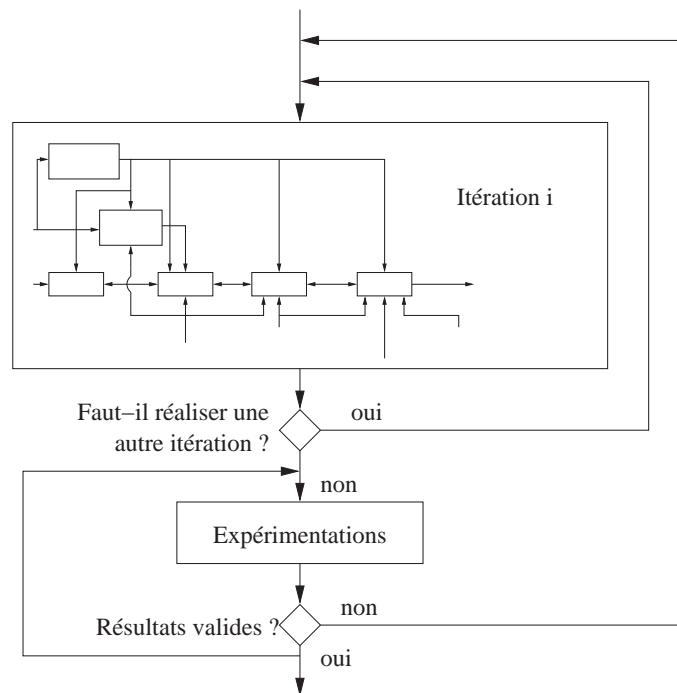 Itération i
Faut−il réaliser une
autre itération ?
oui
non
Expérimentations
Résultats valides ?
non
oui